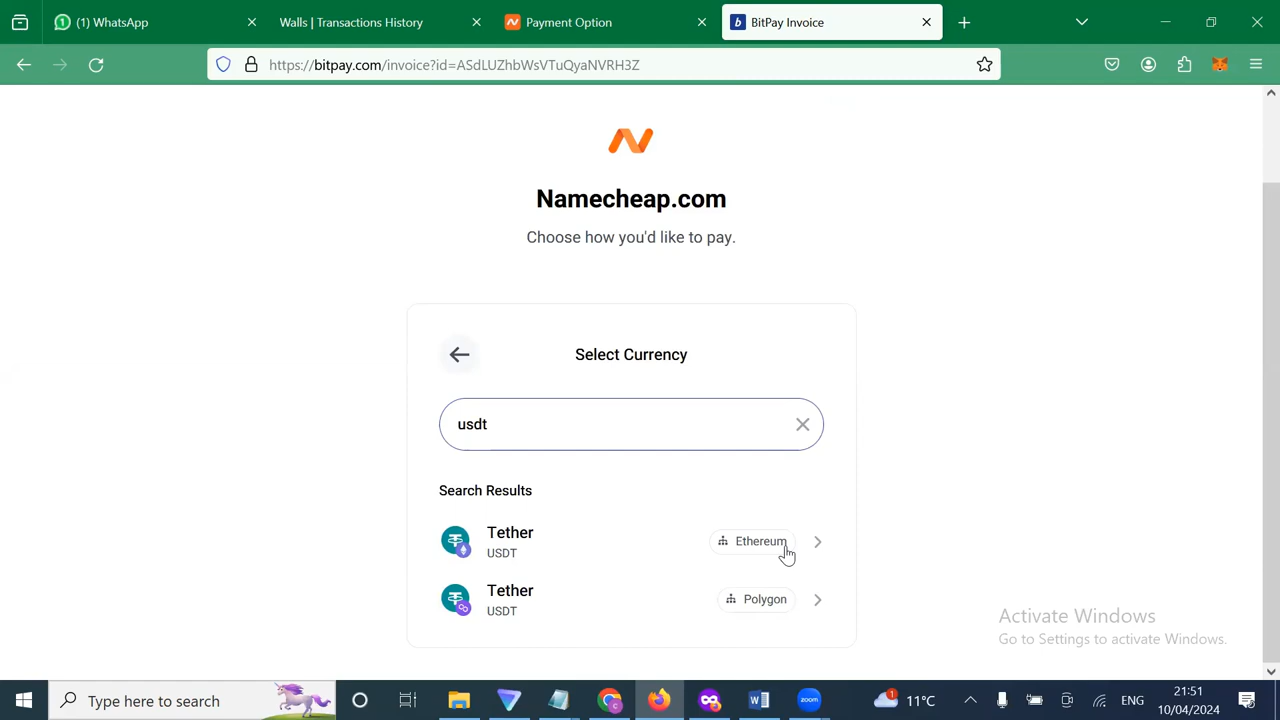 (1) WhatsApp
Walls | Transactions History
Payment Option
BitPay Invoice
https://bitpay.com/invoice?id=ASdLUZhbWsVTuQyaNVRH3Z
Namecheap.com
Choose how you'd like to pay.
Select Currency
usdt
Search Results
Tether
USDT
Ethereum
Tether
USDT
Polygon
Activate Windows
Go to Settings to activate Windows.
Type here to search
1
11°C
ENG
21:51
10/04/2024